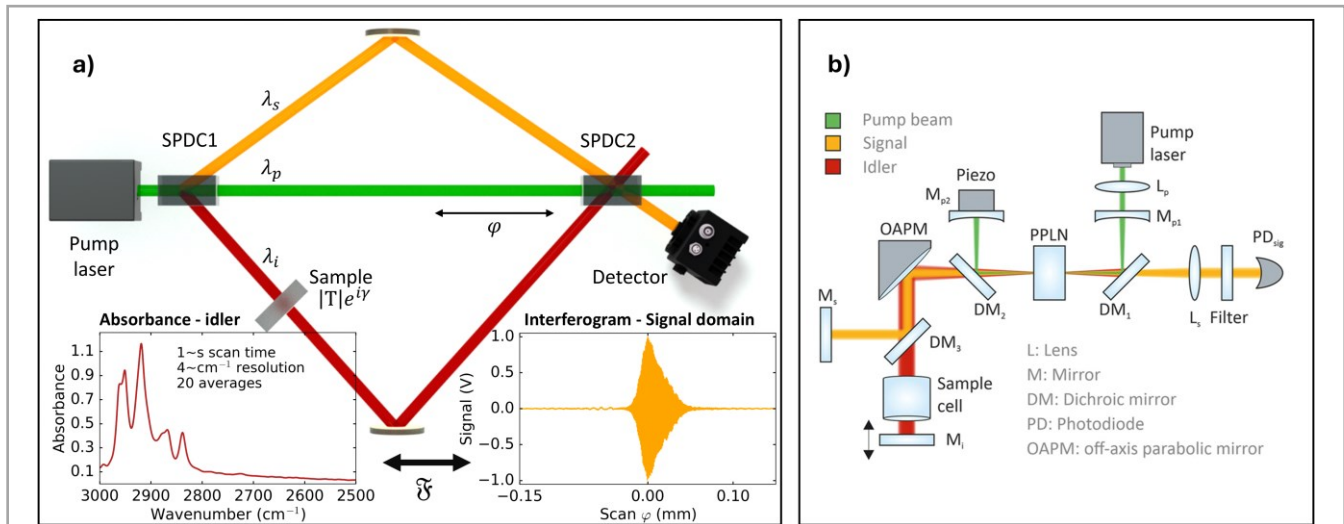 a)
λs
SPDC1
SPDC2
λp
φ
Pump
laser
λi
Sample
|T|e^{iγ}
Detector
Absorbance - idler
1~s scan time
4~cm⁻¹ resolution
20 averages
Absorbance
1.1
0.9
0.7
0.5
0.3
0.1
3000 2900 2800 2700 2600 2500
Wavenumber (cm⁻¹)
𝔉
Interferogram - Signal domain
Signal (V)
1.0
0.5
0.0
−0.5
−1.0
−0.15 0.00 0.10
Scan φ (mm)
b)
Pump beam
Signal
Idler
Pump
laser
Piezo
Mp2
Lp
Mp1
OAPM
PPLN
PDsig
Ms
DM2
DM1
Ls Filter
DM3
Sample
cell
Mi
L: Lens
M: Mirror
DM: Dichroic mirror
PD: Photodiode
OAPM: off-axis parabolic mirror